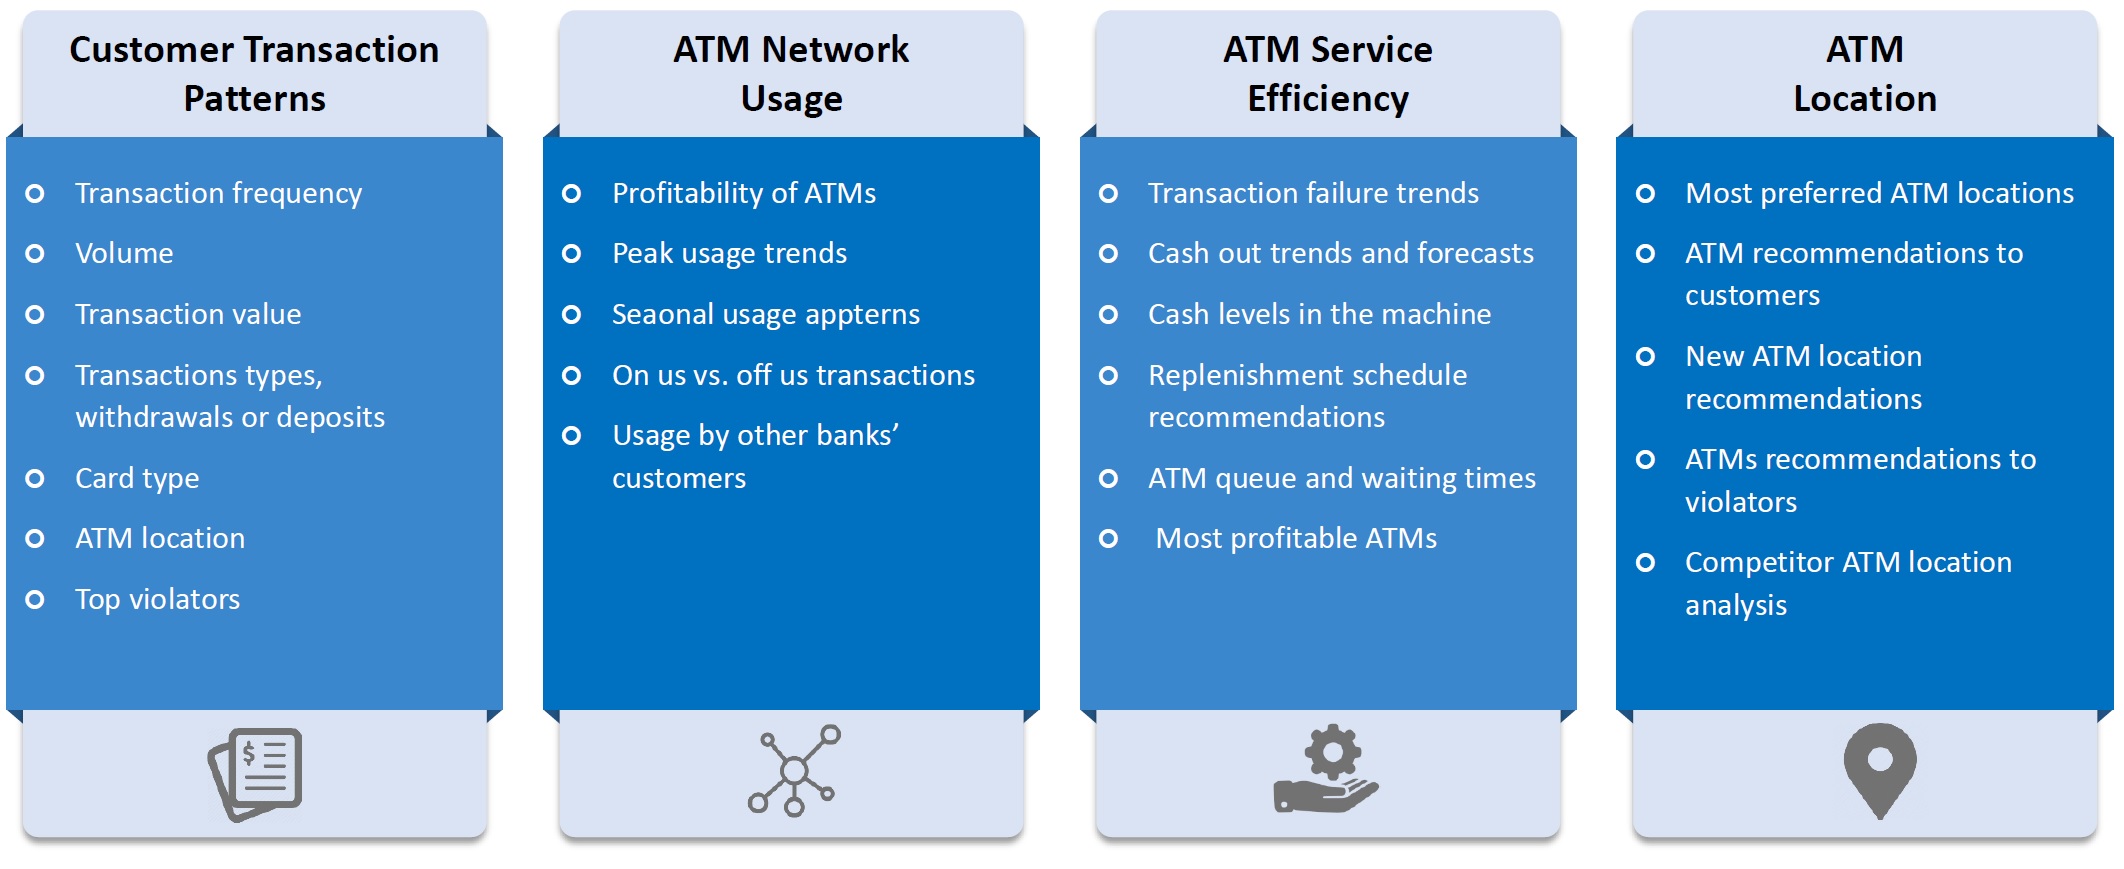 Customer Transaction
Patterns
Transaction frequency
Volume
Transaction value
Transactions types,
withdrawals or deposits
Card type
ATM location
Top violators
$
ATM Network
Usage
Profitability of ATMs
Peak usage trends
Seaonal usage appterns
On us vs. off us transactions
Usage by other banks’
customers
ATM Service
Efficiency
Transaction failure trends
Cash out trends and forecasts
Cash levels in the machine
Replenishment schedule
recommendations
ATM queue and waiting times
Most profitable ATMs
ATM
Location
Most preferred ATM locations
ATM recommendations to
customers
New ATM location
recommendations
ATMs recommendations to
violators
Competitor ATM location
analysis